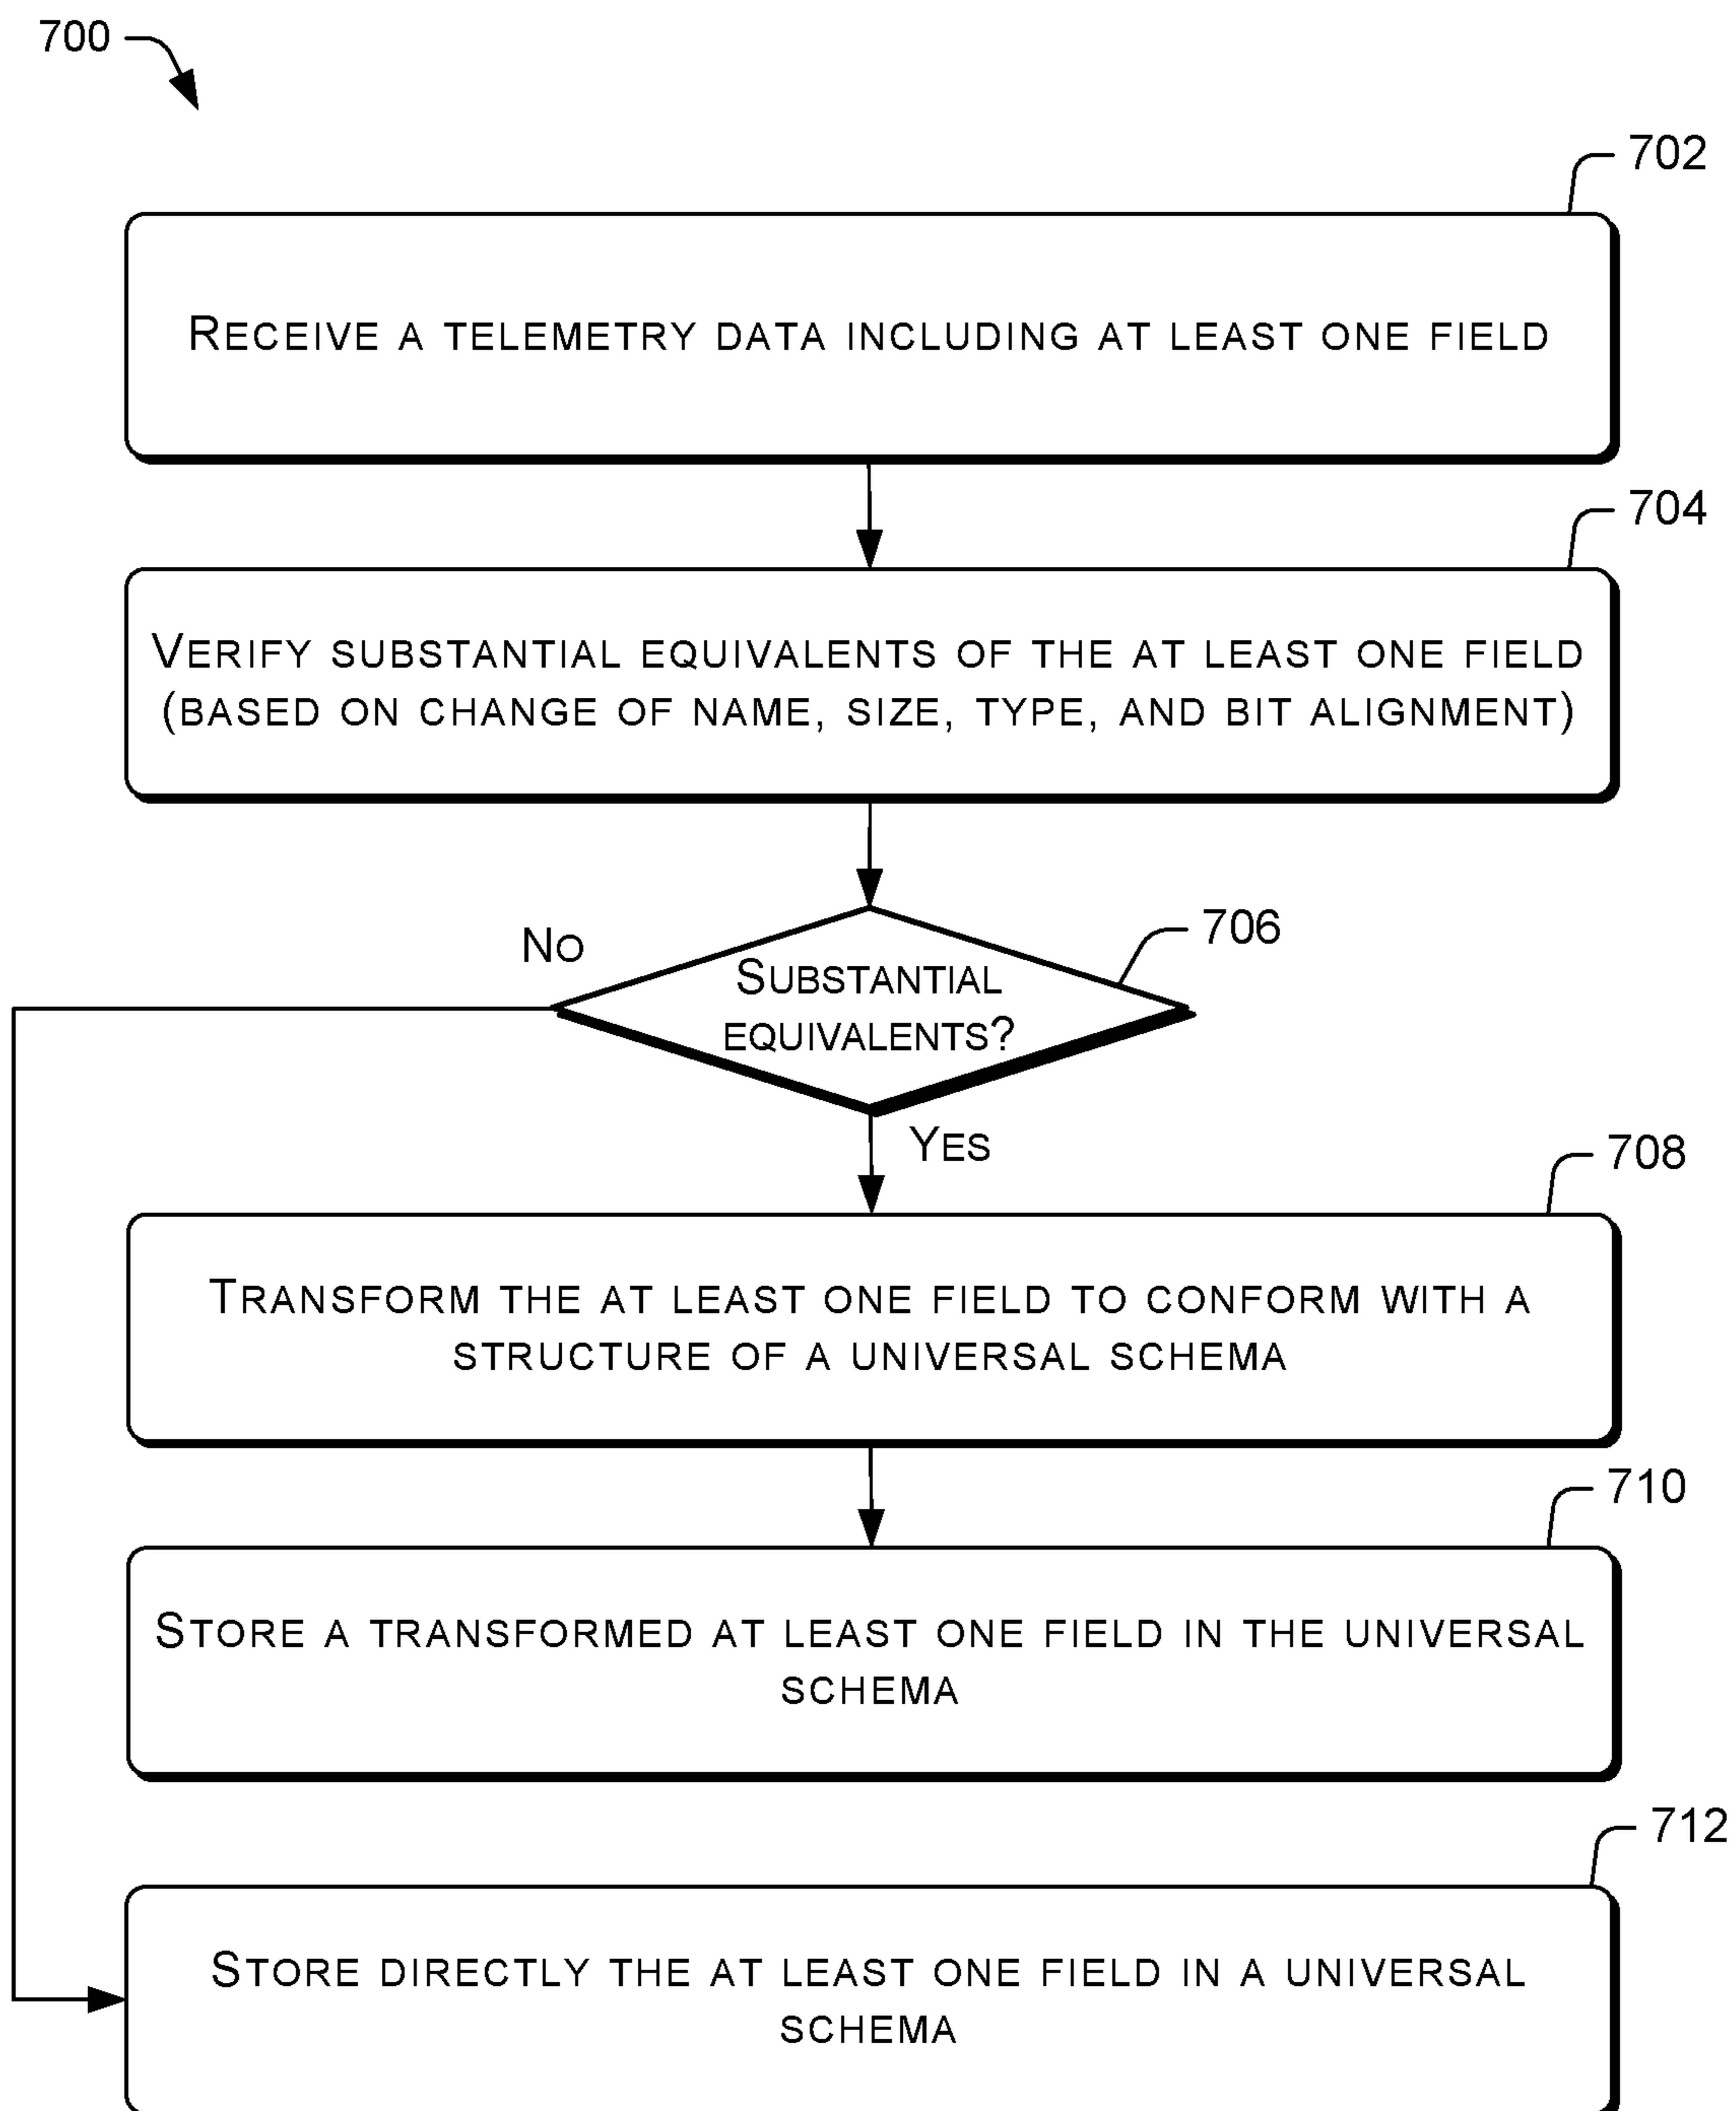 700
702
Receive a telemetry data including at least one field
704
Verify substantial equivalents of the at least one field
(based on change of name, size, type, and bit alignment)
706
No
Substantial
equivalents?
Yes
708
Transform the at least one field to conform with a
structure of a universal schema
710
Store a transformed at least one field in the universal
schema
712
Store directly the at least one field in a universal
schema